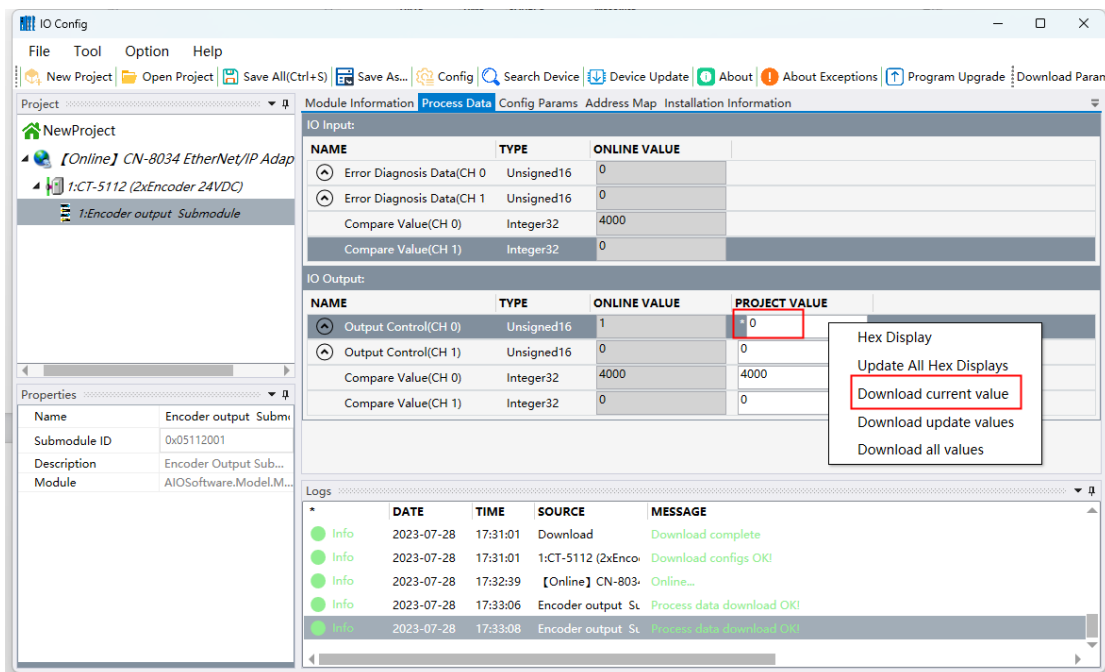 IO Config
File Tool Option Help
New Project Open Project Save All(Ctrl+S) Save As... Config Search Device Device Update About About Exceptions Program Upgrade Download Param
Project
Module Information Process Data Config Params Address Map Installation Information
NewProject
【Online】 CN-8034 EtherNet/IP Adap
1:CT-5112 (2xEncoder 24VDC)
1:Encoder output Submodule
IO Input:
NAME TYPE ONLINE VALUE
Error Diagnosis Data(CH 0 Unsigned16 0
Error Diagnosis Data(CH 1 Unsigned16 0
Compare Value(CH 0) Integer32 4000
Compare Value(CH 1) Integer32 0
IO Output:
NAME TYPE ONLINE VALUE PROJECT VALUE
Output Control(CH 0) Unsigned16 1 * 0
Output Control(CH 1) Unsigned16 0 0
Compare Value(CH 0) Integer32 4000 4000
Compare Value(CH 1) Integer32 0 0
Hex Display
Update All Hex Displays
Download current value
Download update values
Download all values
Properties
Name Encoder output Subm
Submodule ID 0x05112001
Description Encoder Output Sub...
Module AIOSoftware.Model.M...
Logs
* DATE TIME SOURCE MESSAGE
Info 2023-07-28 17:31:01 Download Download complete
Info 2023-07-28 17:31:01 1:CT-5112 (2xEnco Download configs OK!
Info 2023-07-28 17:32:39 【Online】 CN-803 Online...
Info 2023-07-28 17:33:06 Encoder output Su Process data download OK!
Info 2023-07-28 17:33:08 Encoder output Su Process data download OK!